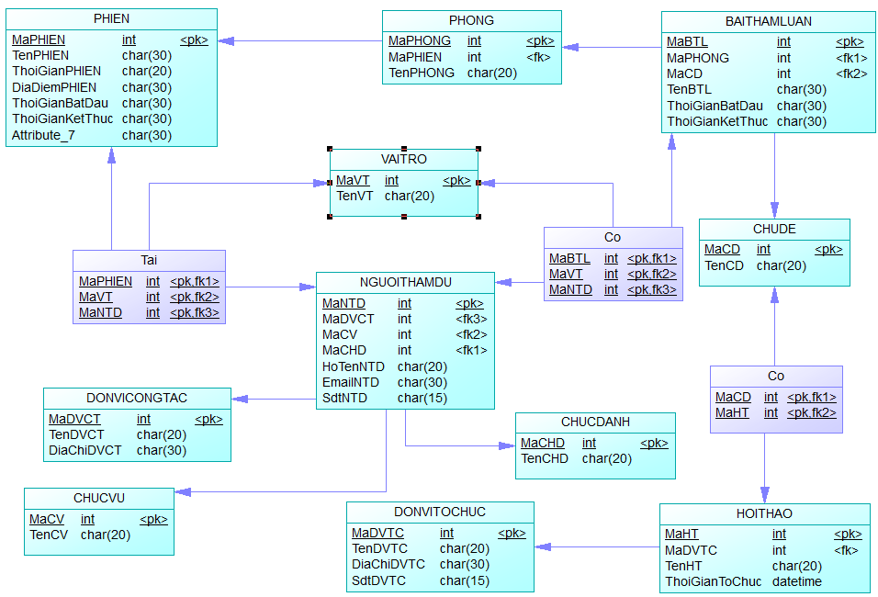 PHIEN
MaPHIEN int <pk>
TenPHIEN char(30)
ThoiGianPHIEN char(20)
DiaDiemPHIEN char(30)
ThoiGianBatDau char(30)
ThoiGianKetThuc char(30)
Attribute_7 char(30)
PHONG
MaPHONG int <pk>
MaPHIEN int <fk>
TenPHONG char(20)
BAITHAMLUAN
MaBTL int <pk>
MaPHONG int <fk1>
MaCD int <fk2>
TenBTL char(30)
ThoiGianBatDau char(30)
ThoiGianKetThuc char(30)
VAITRO
MaVT int <pk>
TenVT char(20)
Tai
MaPHIEN int <pk,fk1>
MaVT int <pk,fk2>
MaNTD int <pk,fk3>
Co
MaBTL int <pk,fk1>
MaVT int <pk,fk2>
MaNTD int <pk,fk3>
CHUDE
MaCD int <pk>
TenCD char(20)
NGUOITHAMDU
MaNTD int <pk>
MaDVCT int <fk3>
MaCV int <fk2>
MaCHD int <fk1>
HoTenNTD char(20)
EmailNTD char(30)
SdtNTD char(15)
Co
MaCD int <pk,fk1>
MaHT int <pk,fk2>
DONVICONGTAC
MaDVCT int <pk>
TenDVCT char(20)
DiaChiDVCT char(30)
CHUCDANH
MaCHD int <pk>
TenCHD char(20)
CHUCVU
MaCV int <pk>
TenCV char(20)
DONVITOCHUC
MaDVTC int <pk>
TenDVTC char(20)
DiaChiDVTC char(30)
SdtDVTC char(15)
HOITHAO
MaHT int <pk>
MaDVTC int <fk>
TenHT char(20)
ThoiGianToChuc datetime